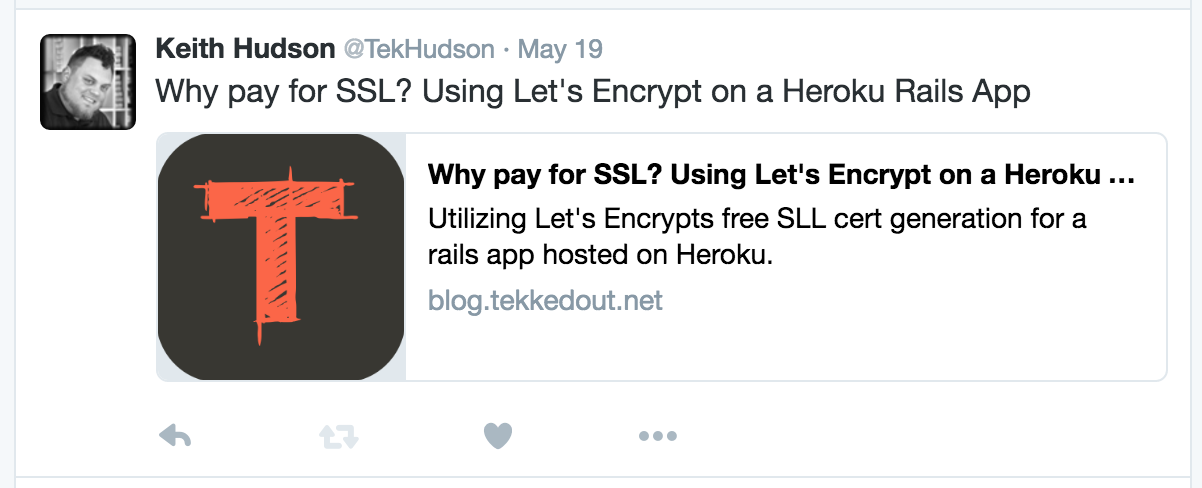 Keith Hudson @TekHudson · May 19
Why pay for SSL? Using Let's Encrypt on a Heroku Rails App
Why pay for SSL? Using Let's Encrypt on a Heroku ...
Utilizing Let's Encrypts free SLL cert generation for a
rails app hosted on Heroku.
blog.tekkedout.net
T